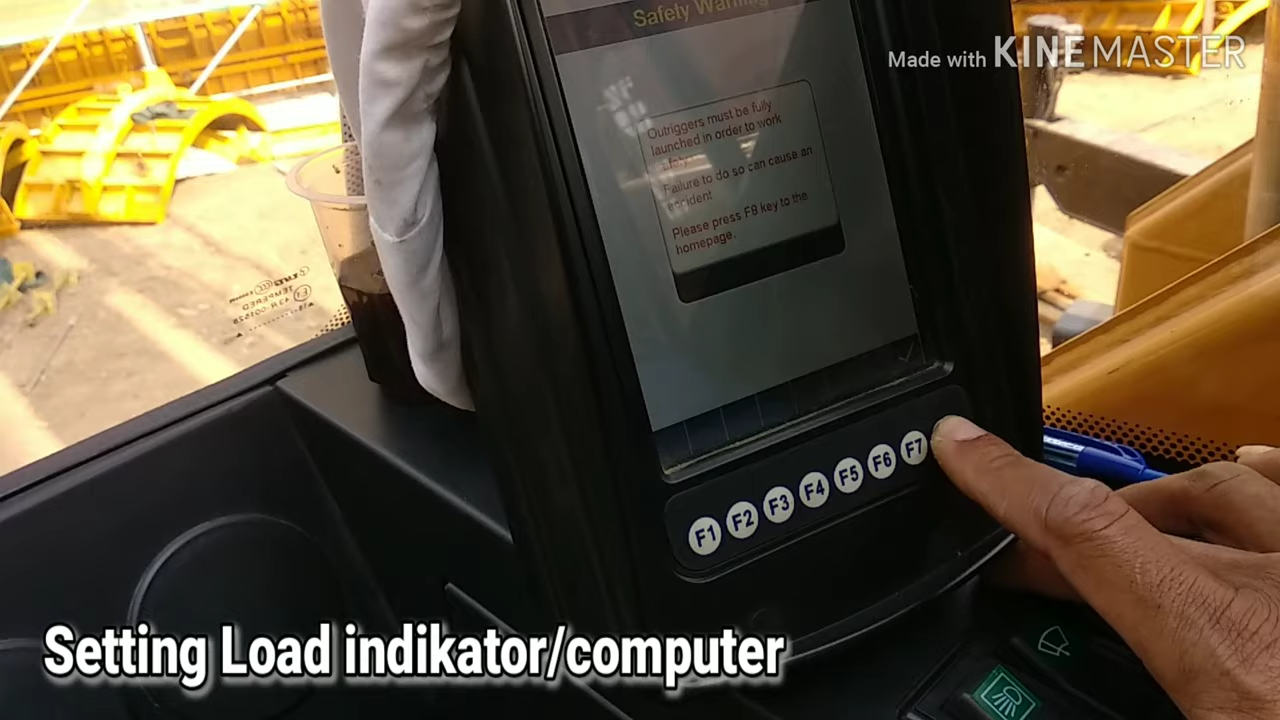 Safety Warning
Made with KINEMASTER
Outriggers must be fully
launched in order to work
safety.
Failure to do so can cause an
accident
Please press F8 key to the
homepage.
TEMPERED
F1 F2 F3 F4 F5 F6 F7
Setting Load indikator/computer